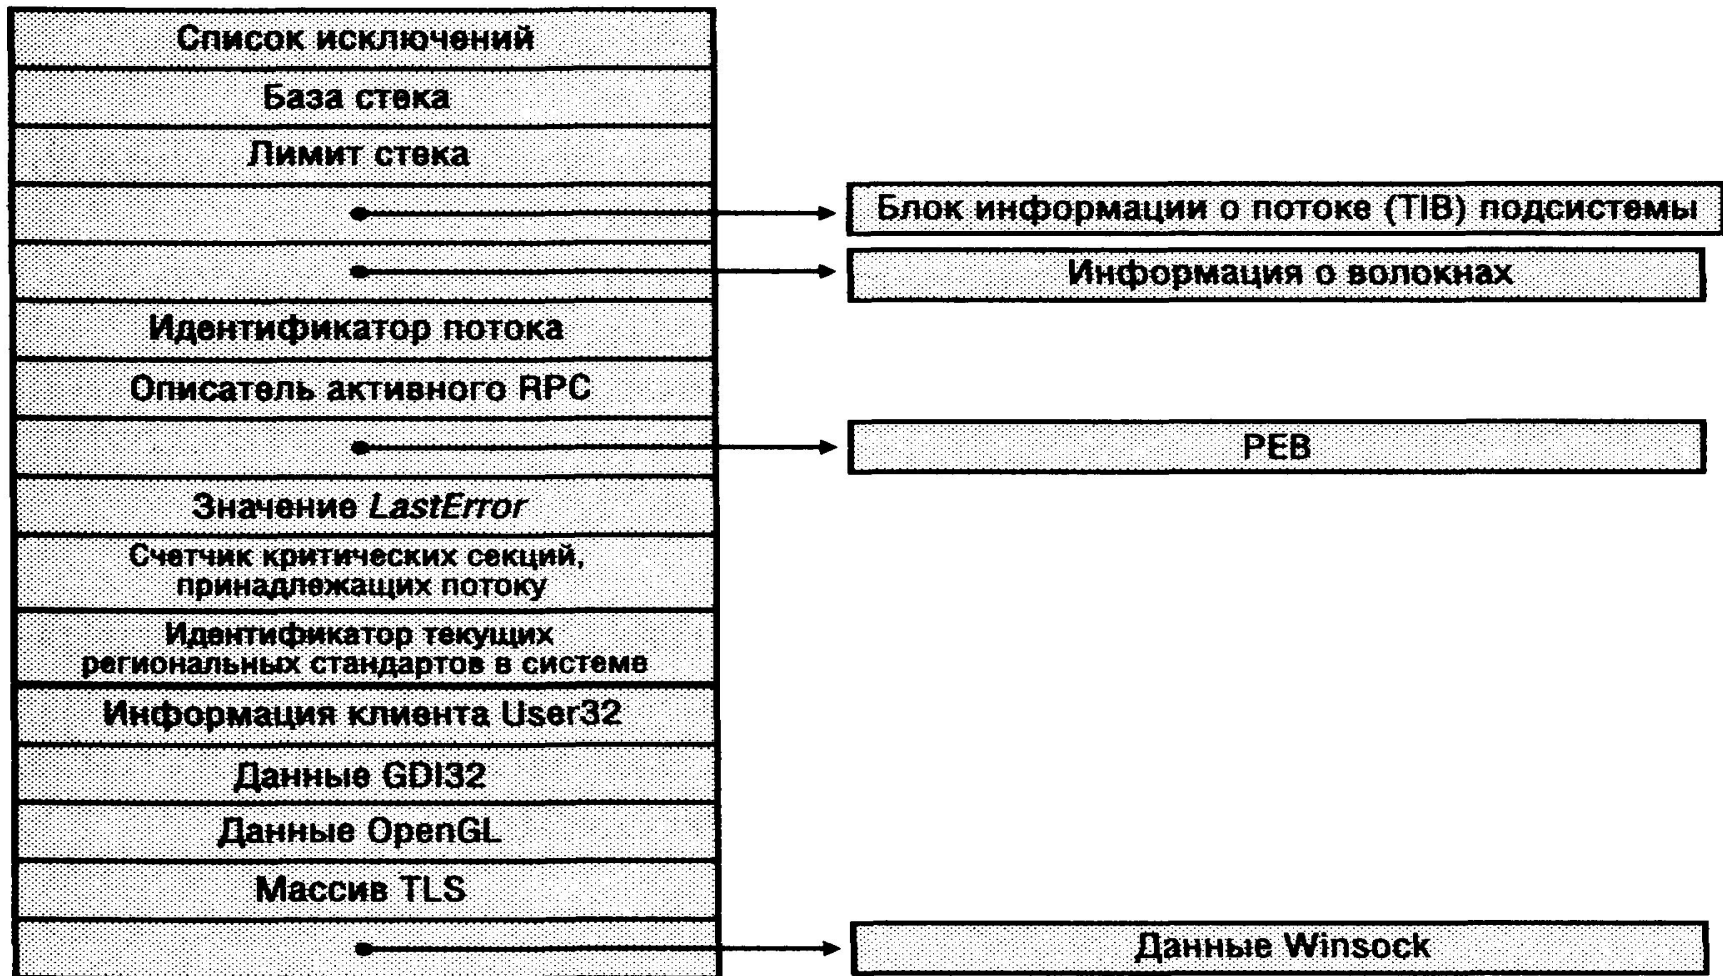 Список исключений
База стека
Лимит стека
Блок информации о потоке (TIB) подсистемы
Информация о волокнах
Идентификатор потока
Описатель активного RPC
PEB
Значение LastError
Счетчик критических секций,
принадлежащих потоку
Идентификатор текущих
региональных стандартов в системе
Информация клиента User32
Данные GDI32
Данные OpenGL
Массив TLS
Данные Winsock